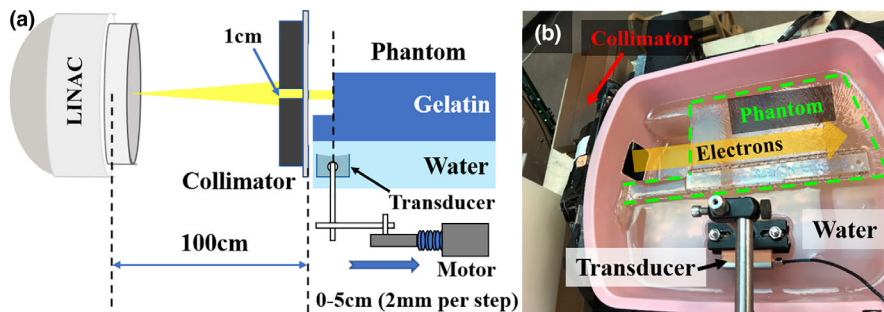 (a)
LINAC
1cm
Phantom
Gelatin
Water
Collimator
Transducer
100cm
Motor
0-5cm (2mm per step)
(b)
Collimator
Phantom
Electrons
Water
Transducer